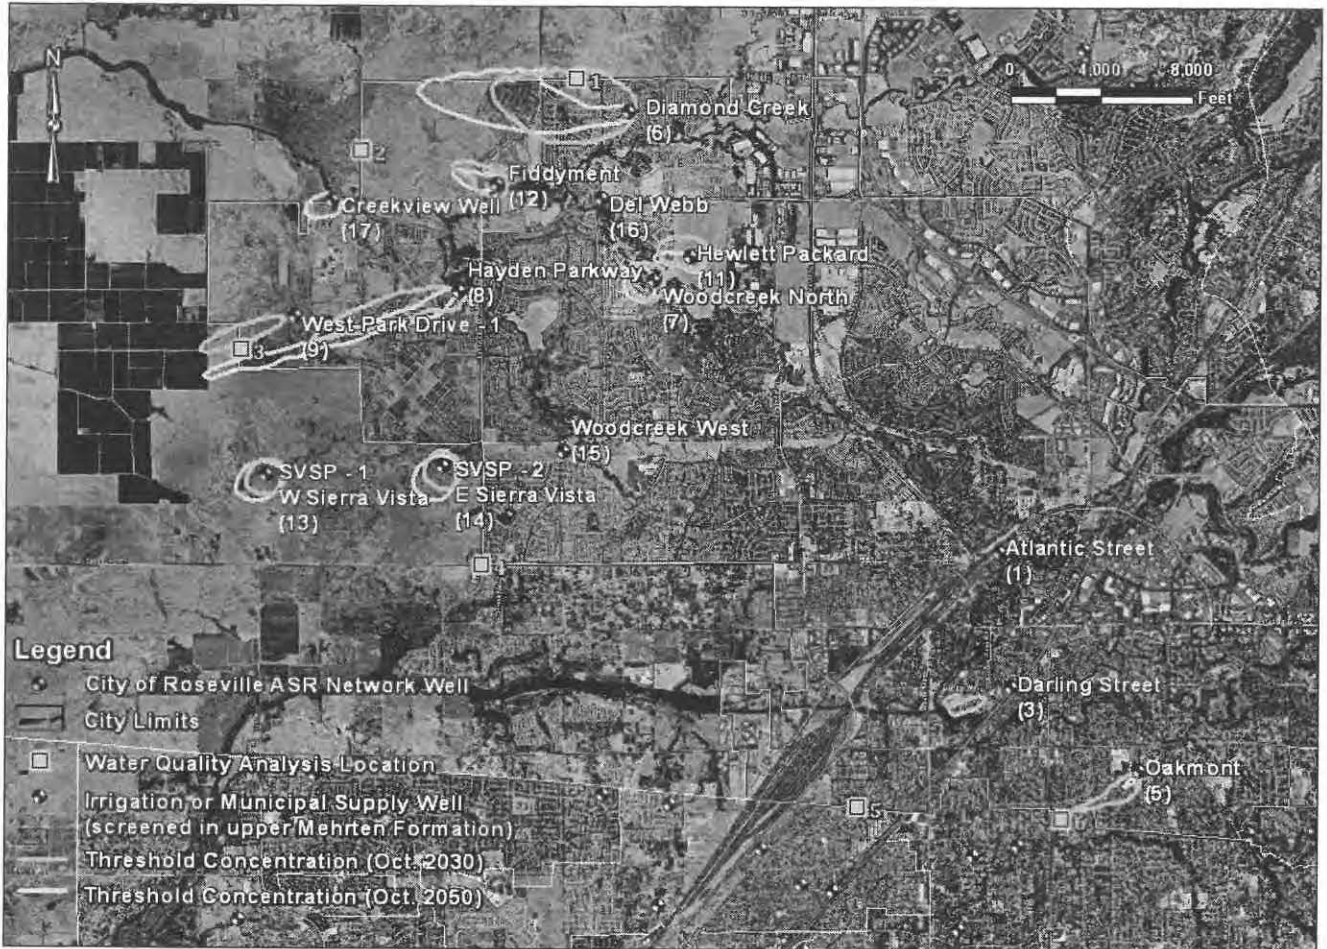 N
0 4,000 8,000
Feet
1
Diamond Creek
(6)
2
Fiddyment
(12)
Creekview Well
(17)
Del Webb
(16)
Hewlett Packard
(11)
Hayden Parkway
(8)
Woodcreek North
(7)
West Park Drive - 1
(9)
3
Woodcreek West
(15)
SVSP - 1
W Sierra Vista
(13)
SVSP - 2
E Sierra Vista
(14)
4
Atlantic Street
(1)
Darling Street
(3)
Oakmont
(5)
5
6
Legend
City of Roseville ASR Network Well
City Limits
Water Quality Analysis Location
Irrigation or Municipal Supply Well
(screened in upper Mehrten Formation)
Threshold Concentration (Oct. 2030)
Threshold Concentration (Oct. 2050)